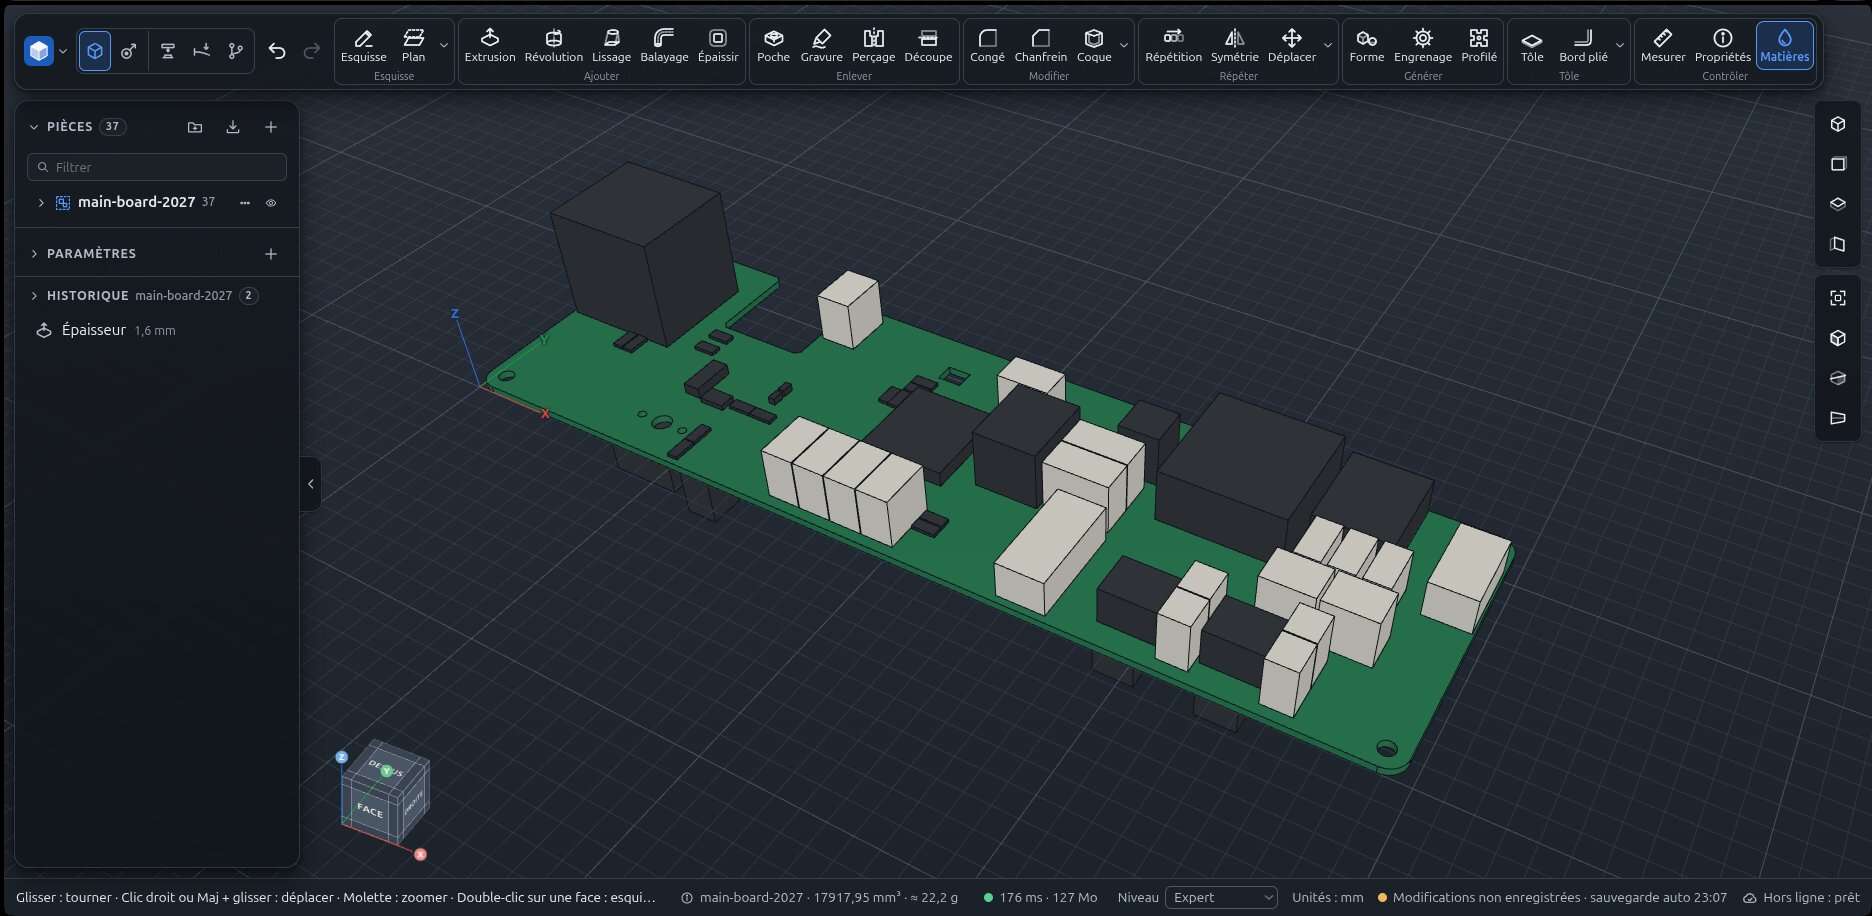 Esquisse Plan
Esquisse
Extrusion Révolution Lissage Balayage Épaissir
Ajouter
Poche Gravure Perçage Découpe
Enlever
Congé Chanfrein Coque
Modifier
Répétition Symétrie Déplacer
Répéter
Forme Engrenage Profilé
Générer
Tôle Bord plié
Tôle
Mesurer Propriétés Matières
Contrôler
PIÈCES 37
Filtrer
main-board-2027 37
PARAMÈTRES
HISTORIQUE main-board-2027 2
Épaisseur 1,6 mm
Z
Y
X
Z
Y
FACE
DROITE
X
Glisser : tourner · Clic droit ou Maj + glisser : déplacer · Molette : zoomer · Double-clic sur une face : esqui…
main-board-2027 · 17917,95 mm³ · ≈ 22,2 g
176 ms · 127 Mo
Niveau Expert
Unités : mm
Modifications non enregistrées · sauvegarde auto 23:07
Hors ligne : prêt